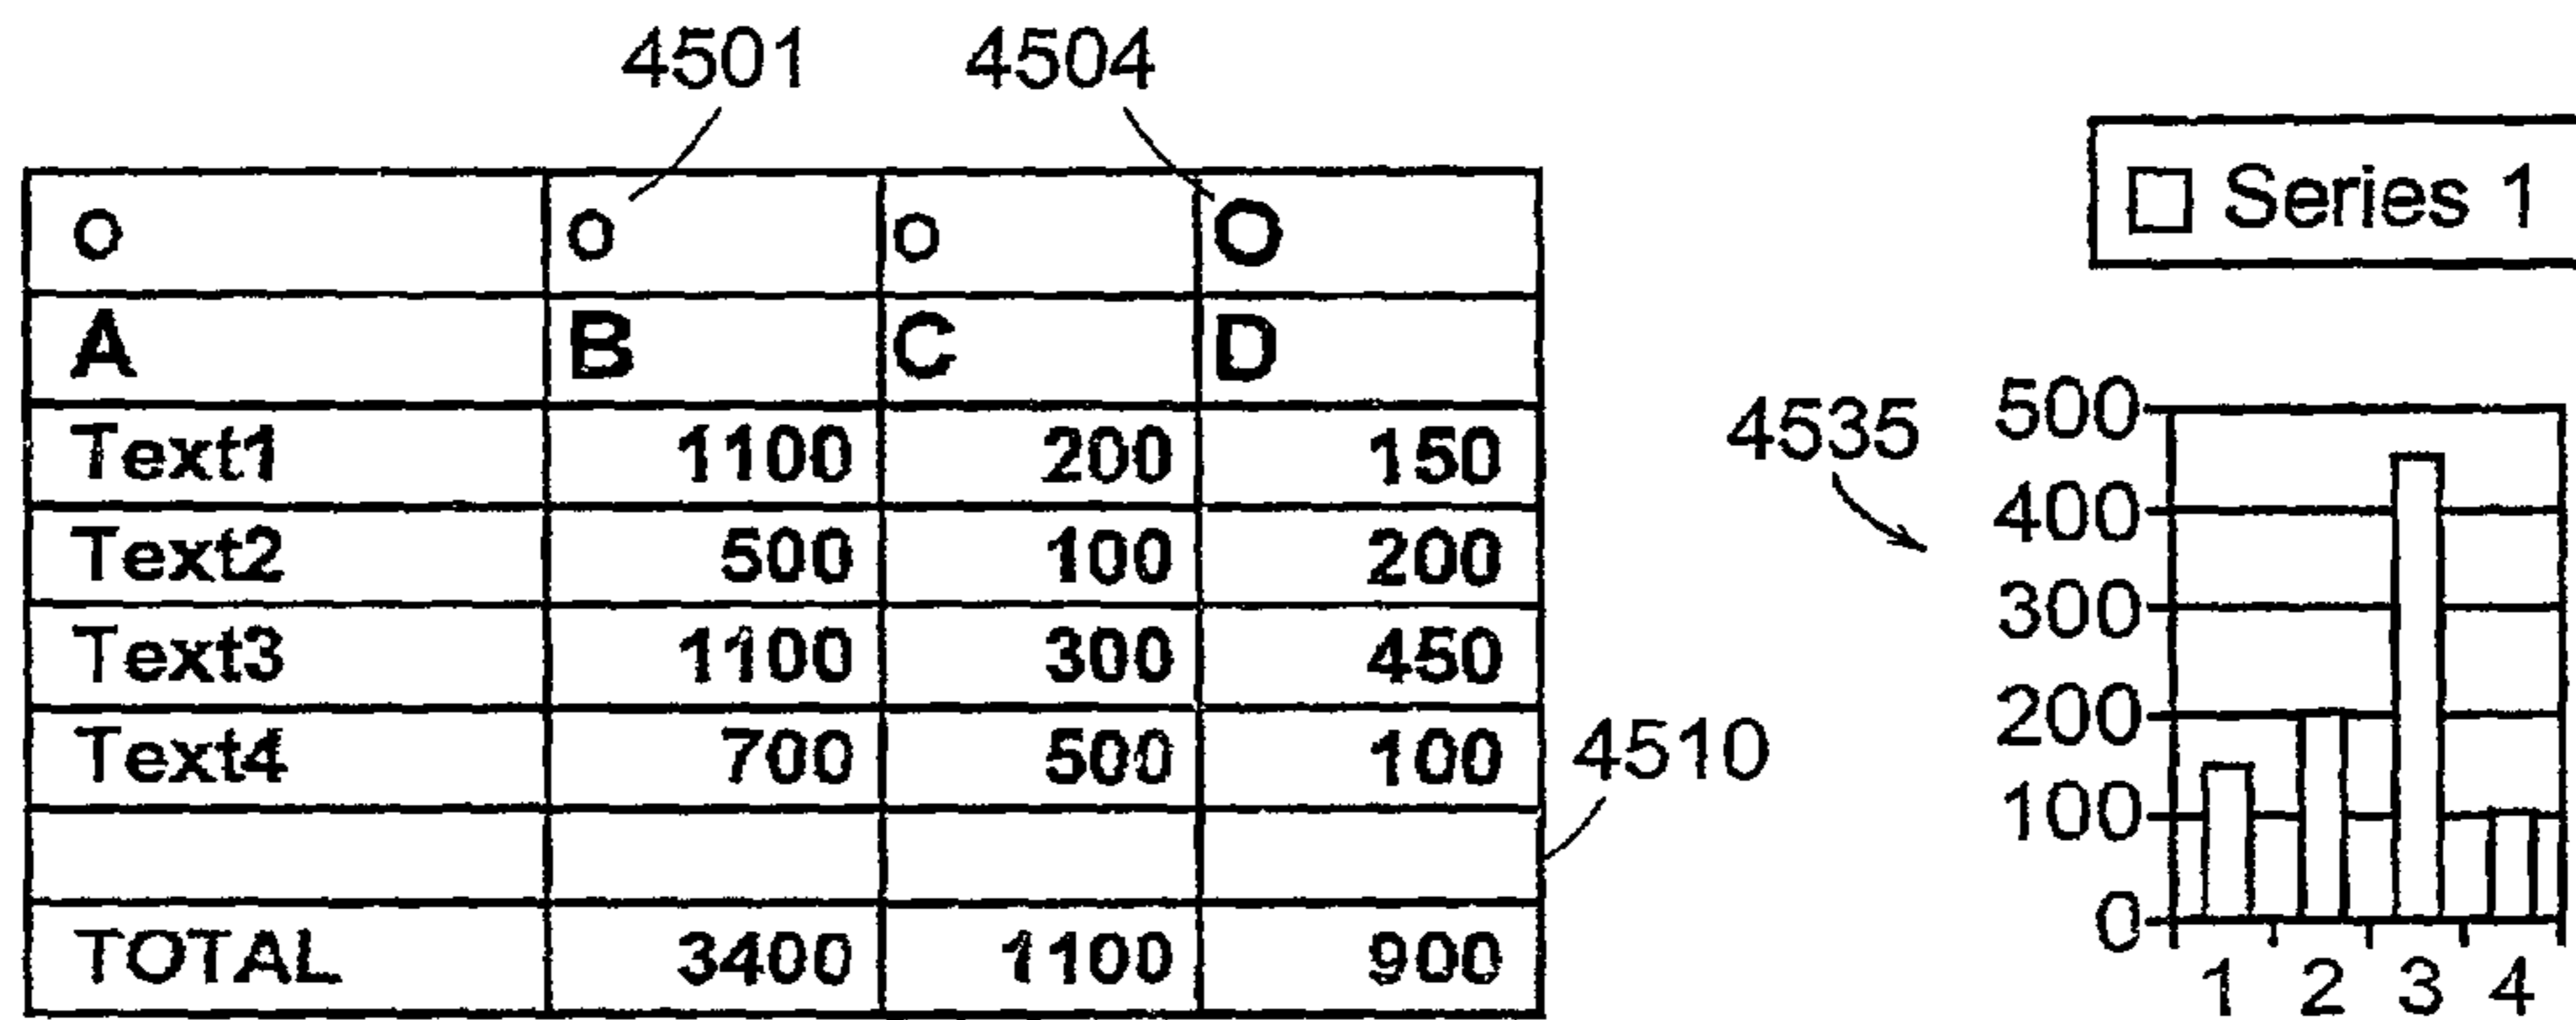 4501 4504
O O O O
A B C D
Text1 1100 200 150
Text2 500 100 200
Text3 1100 300 450
Text4 700 500 100
TOTAL 3400 1100 900
4510
Series 1
4535
500
400
300
200
100
0
1 2 3 4